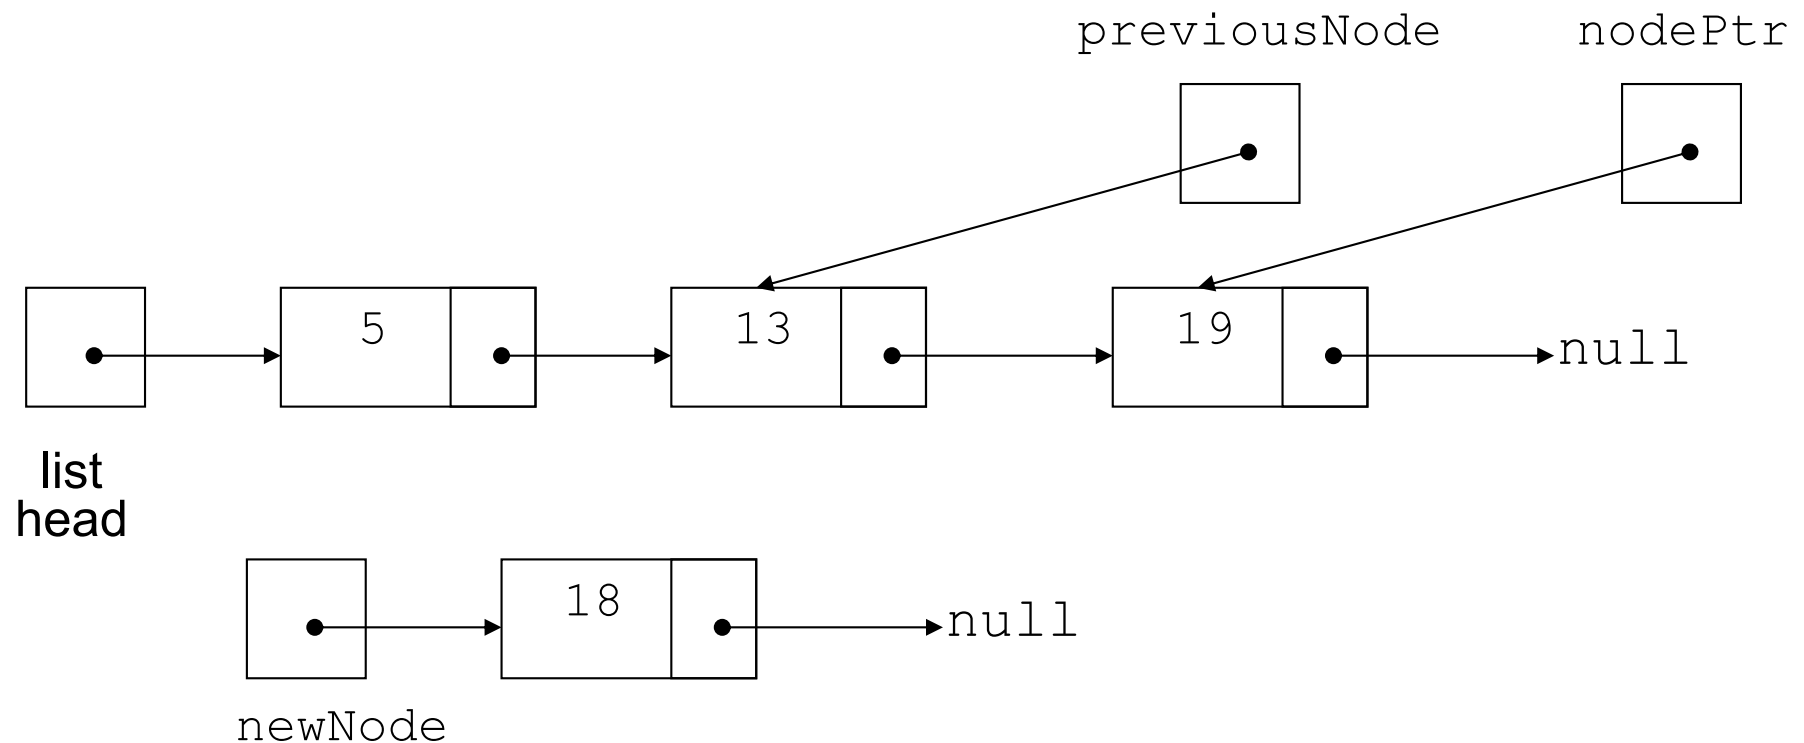 previousNode
nodePtr
5
13
19
null
list
head
18
null
newNode